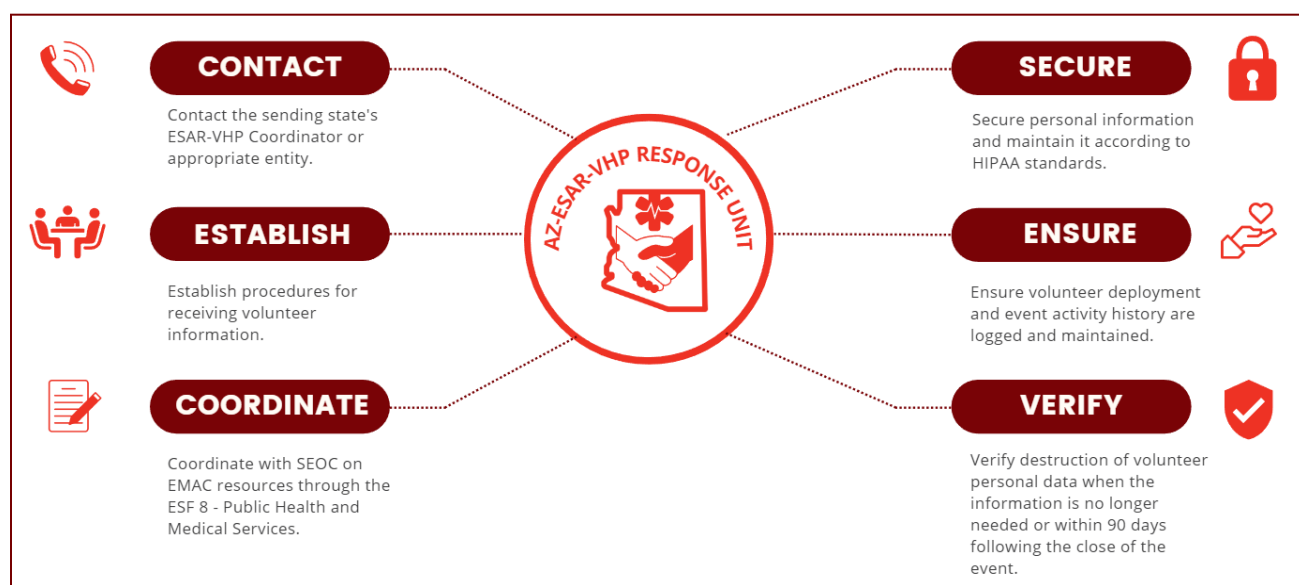 CONTACT
Contact the sending state's
ESAR-VHP Coordinator or
appropriate entity.
ESTABLISH
Establish procedures for
receiving volunteer
information.
COORDINATE
Coordinate with SEOC on
EMAC resources through the
ESF 8 - Public Health and
Medical Services.
AZ-ESAR-VHP RESPONSE UNIT
SECURE
Secure personal information
and maintain it according to
HIPAA standards.
ENSURE
Ensure volunteer deployment
and event activity history are
logged and maintained.
VERIFY
Verify destruction of volunteer
personal data when the
information is no longer
needed or within 90 days
following the close of the
event.